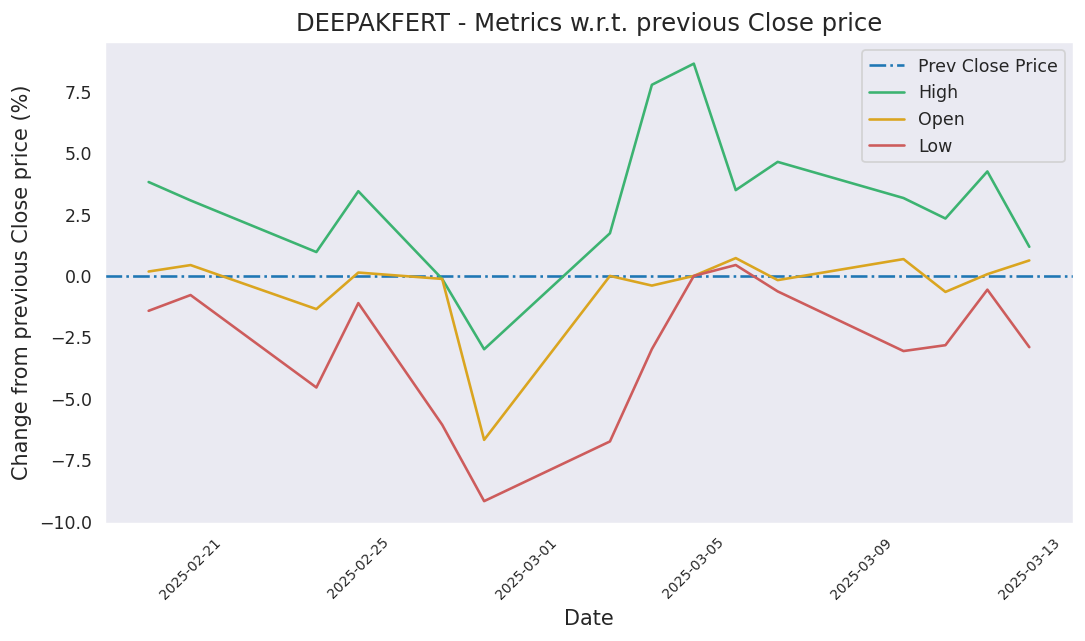 DEEPAKFERT - Metrics w.r.t. previous Close price
Change from previous Close price (%)
7.5
5.0
2.5
0.0
−2.5
−5.0
−7.5
−10.0
Prev Close Price
High
Open
Low
2025-02-21
2025-02-25
2025-03-01
2025-03-05
2025-03-09
2025-03-13
Date